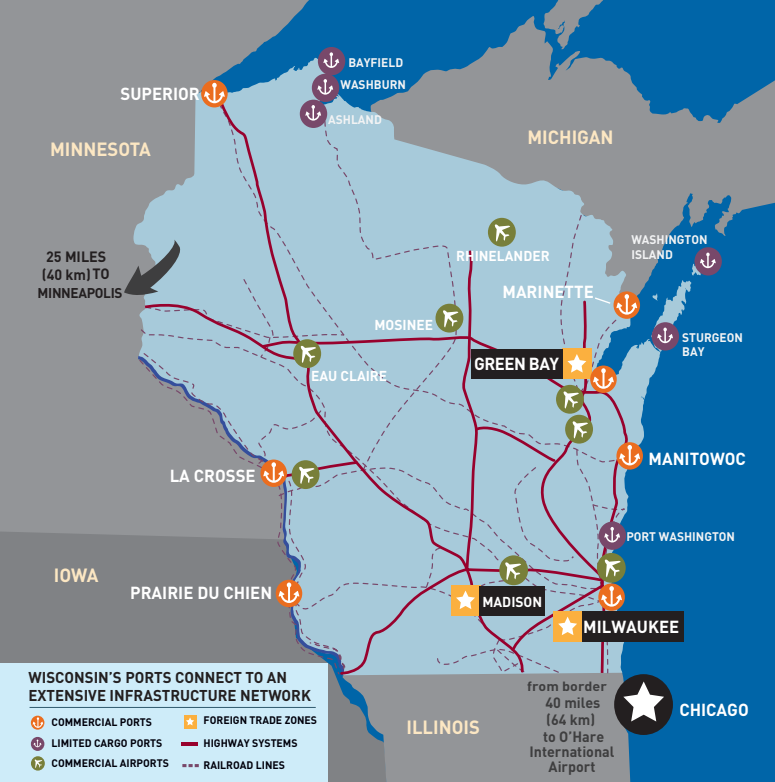 BAYFIELD
WASHBURN
SUPERIOR
ASHLAND
MINNESOTA
MICHIGAN
25 MILES
(40 km) TO
MINNEAPOLIS
WASHINGTON
ISLAND
RHINELANDER
MARINETTE
MOSINEE
STURGEON
BAY
GREEN BAY
EAU CLAIRE
MANITOWOC
LA CROSSE
PORT WASHINGTON
IOWA
PRAIRIE DU CHIEN
MADISON
MILWAUKEE
WISCONSIN'S PORTS CONNECT TO AN
EXTENSIVE INFRASTRUCTURE NETWORK
COMMERCIAL PORTS
LIMITED CARGO PORTS
COMMERCIAL AIRPORTS
FOREIGN TRADE ZONES
HIGHWAY SYSTEMS
RAILROAD LINES
ILLINOIS
from border
40 miles
(64 km)
to O'Hare
International
Airport
CHICAGO